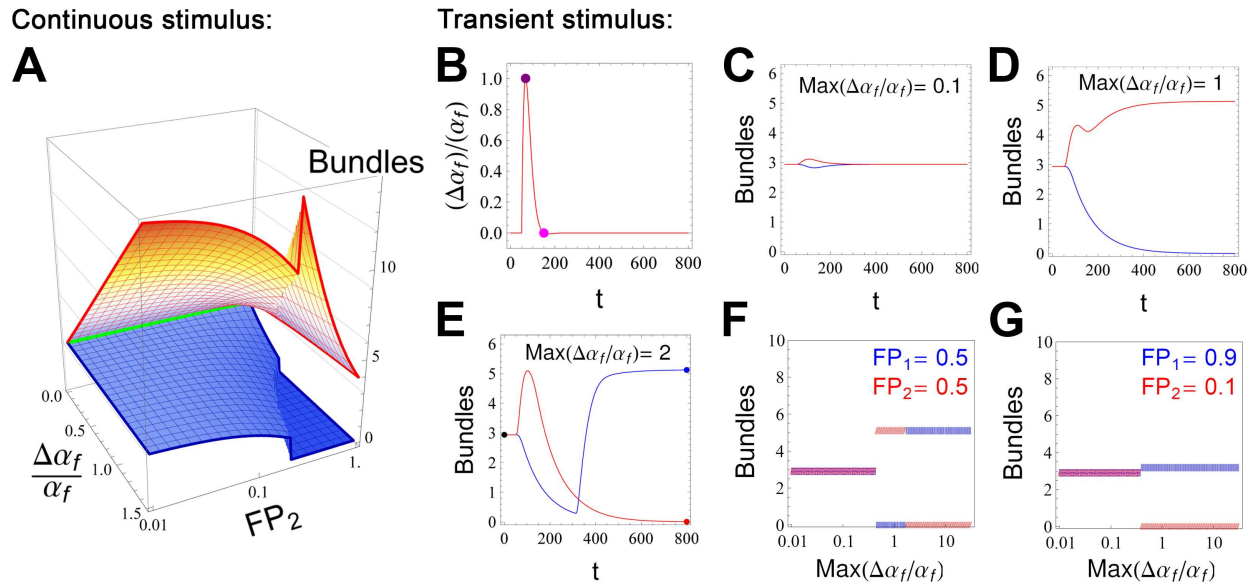 Continuous stimulus:
Transient stimulus:
A
Bundles
10
5
0
0.0
0.5
1.0
1.5
Δα_f/α_f
0.01
0.1
1.
FP₂
B
(Δα_f)/(α_f)
1.0
0.8
0.6
0.4
0.2
0.0
0 200 400 600 800
t
C
Max(Δα_f/α_f)= 0.1
Bundles
6
5
4
3
2
1
0
0 200 400 600 800
t
D
Max(Δα_f/α_f)= 1
Bundles
6
5
4
3
2
1
0
0 200 400 600 800
t
E
Max(Δα_f/α_f)= 2
Bundles
6
5
4
3
2
1
0
0 200 400 600 800
t
F
FP₁= 0.5
FP₂= 0.5
Bundles
10
8
6
4
2
0
0.01 0.1 1 10
Max(Δα_f/α_f)
G
FP₁= 0.9
FP₂= 0.1
Bundles
10
8
6
4
2
0
0.01 0.1 1 10
Max(Δα_f/α_f)